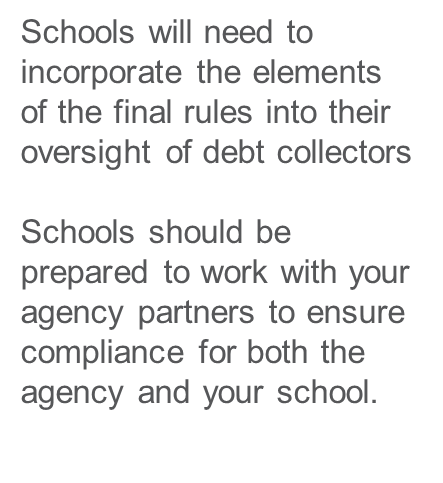 Schools will need to
incorporate the elements
of the final rules into their
oversight of debt collectors
Schools should be
prepared to work with your
agency partners to ensure
compliance for both the
agency and your school.